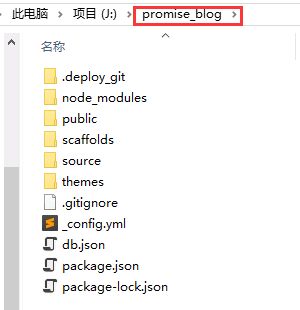 此电脑 > 项目 (J:) > promise_blog >
名称
.deploy_git
node_modules
public
scaffolds
source
themes
.gitignore
_config.yml
db.json
package.json
package-lock.json